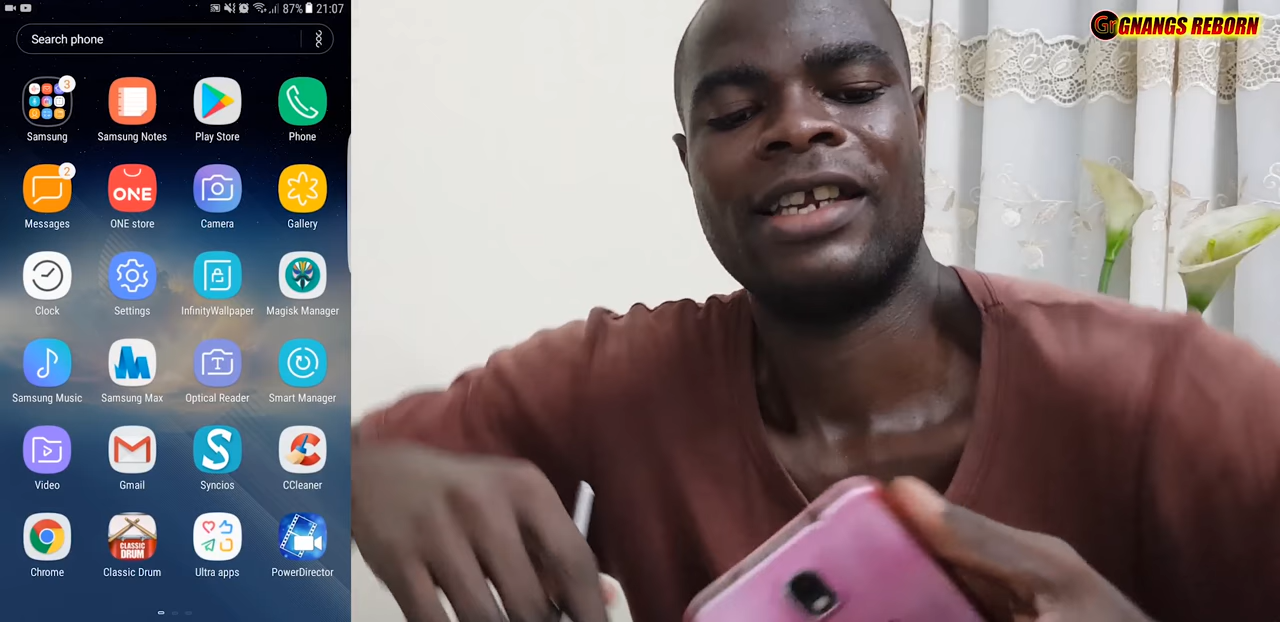 87% 21:07
Search phone
3
Samsung
Samsung Notes
Play Store
Phone
2
Messages
ONE
ONE store
Camera
Gallery
Clock
Settings
InfinityWallpaper
Magisk Manager
Samsung Music
Samsung Max
T
Optical Reader
Smart Manager
Video
Gmail
S
Syncios
CCleaner
Chrome
CLASSIC
DRUM
Classic Drum
Ultra apps
PowerDirector
Gr GNANGS REBORN